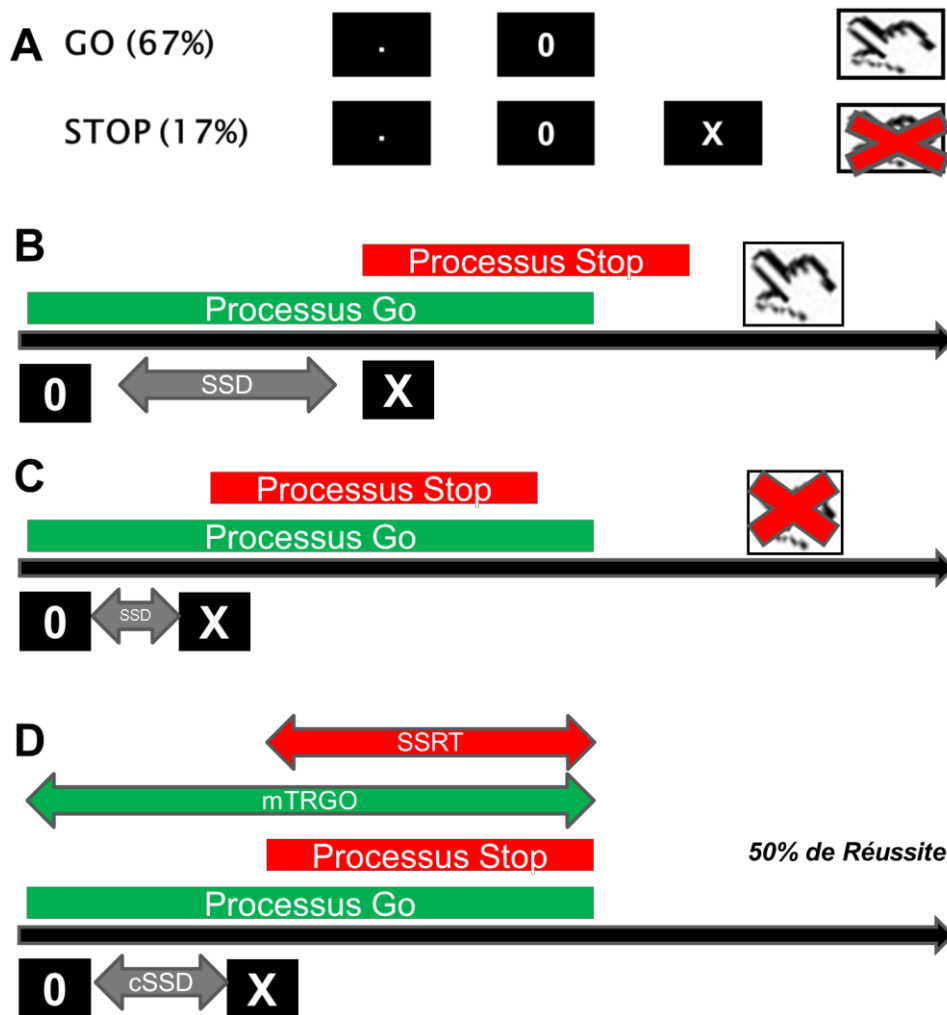 A GO (67%) . 0
STOP (17%) . 0 X
B
Processus Stop
Processus Go
SSD
0 X
C
Processus Stop
Processus Go
0 SSD X
D
SSRT
mTRGO
Processus Stop
50% de Réussite
Processus Go
0 cSSD X